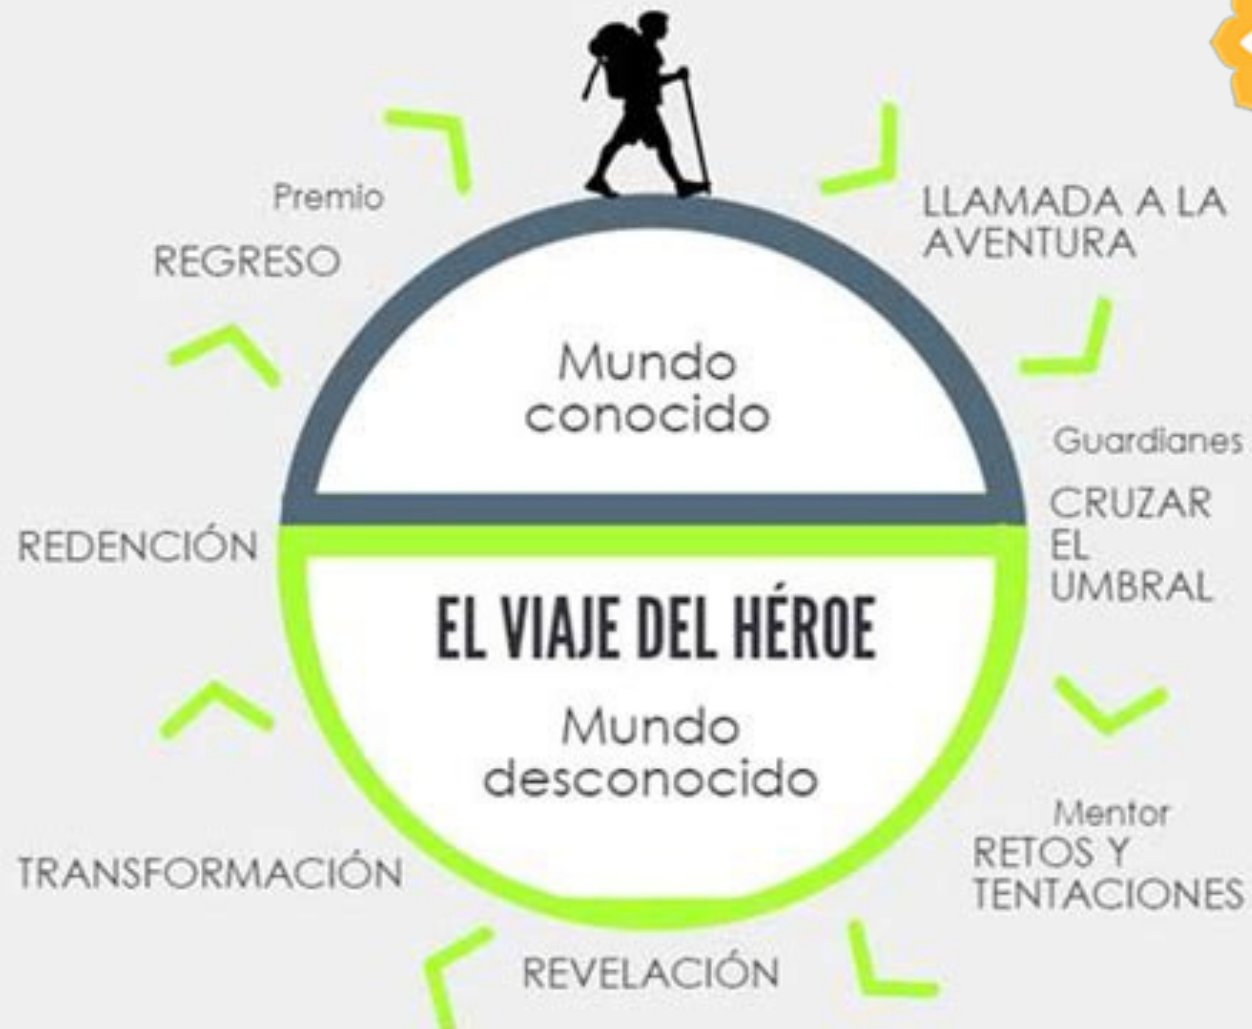 Premio
REGRESO
LLAMADA A LA
AVENTURA
Mundo
conocido
Guardianes
CRUZAR
EL
UMBRAL
REDENCIÓN
EL VIAJE DEL HÉROE
Mundo
desconocido
Mentor
RETOS Y
TENTACIONES
TRANSFORMACIÓN
REVELACIÓN